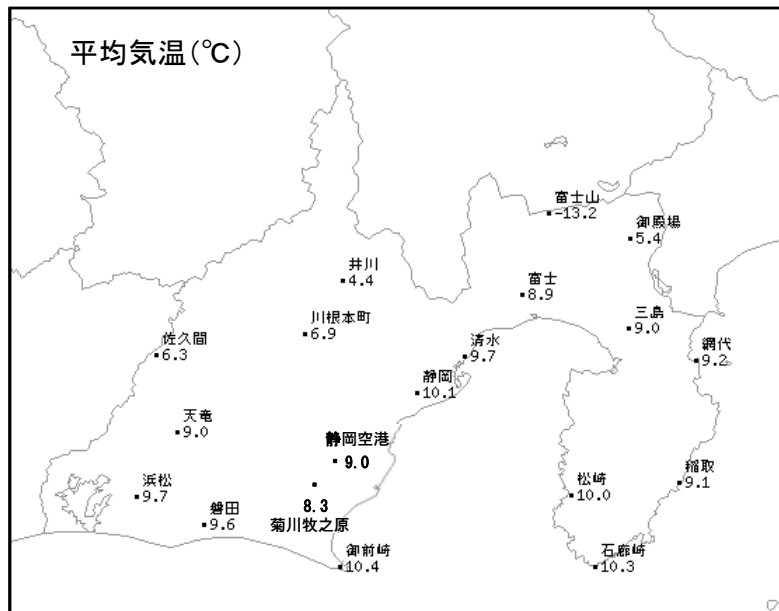 平均気温(℃)
富士山
-13.2
御殿場
5.4
井川
4.4
富士
8.9
川根本町
6.9
三島
9.0
佐久間
6.3
清水
9.7
網代
9.2
静岡
10.1
天竜
9.0
静岡空港
9.0
浜松
9.7
8.3
菊川牧之原
松崎
10.0
稲取
9.1
磐田
9.6
御前崎
10.4
石廊崎
10.3